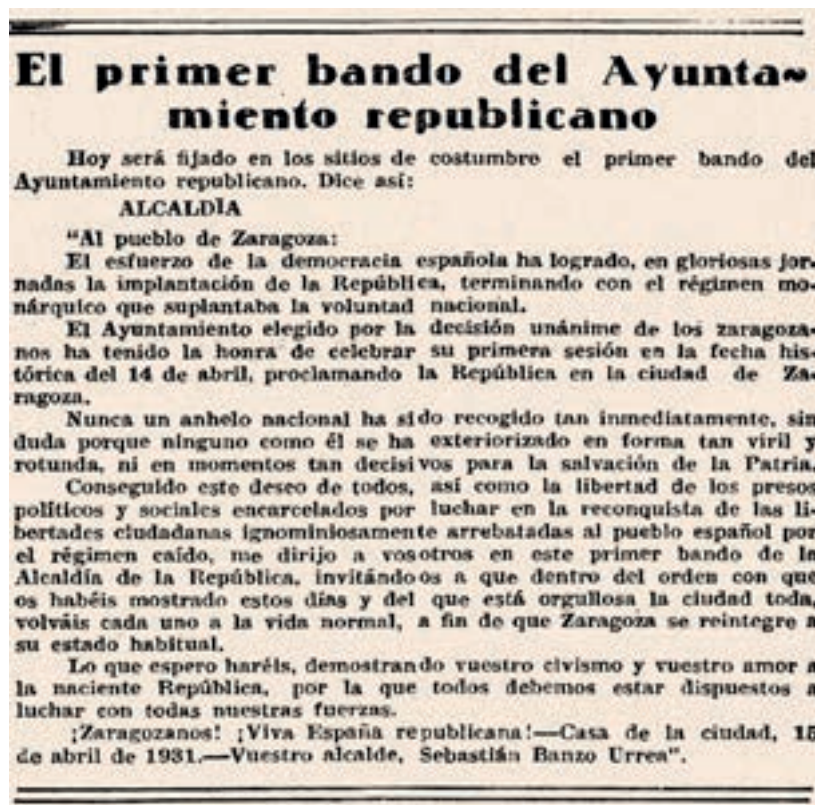 El primer bando del Ayunta-
miento republicano
Hoy será fijado en los sitios de costumbre el primer bando del
Ayuntamiento republicano. Dice así:
ALCALDÍA
"Al pueblo de Zaragoza:
El esfuerzo de la democracia española ha logrado, en gloriosas jor-
nadas la implantación de la República, terminando con el régimen mo-
nárquico que suplantaba la voluntad nacional.
El Ayuntamiento elegido por la decisión unánime de los zaragoza-
nos ha tenido la honra de celebrar su primera sesión en la fecha his-
tórica del 14 de abril, proclamando la República en la ciudad de Za-
ragoza.
Nunca un anhelo nacional ha sido recogido tan inmediatamente, sin
duda porque ninguno como él se ha exteriorizado en forma tan viril y
rotunda, ni en momentos tan decisivos para la salvación de la Patria.
Conseguido este deseo de todos, así como la libertad de los presos
políticos y sociales encarcelados por luchar en la reconquista de las li-
bertades ciudadanas ignominiosamente arrebatadas al pueblo español por
el régimen caído, me dirijo a vosotros en este primer bando de la
Alcaldía de la República, invitándoos a que dentro del orden con que
os habéis mostrado estos días y del que está orgullosa la ciudad toda,
volváis cada uno a la vida normal, a fin de que Zaragoza se reintegre a
su estado habitual.
Lo que espero haréis, demostrando vuestro civismo y vuestro amor a
la naciente República, por la que todos debemos estar dispuestos a
luchar con todas nuestras fuerzas.
¡Zaragozanos! ¡Viva España republicana!—Casa de la ciudad, 15
de abril de 1931.—Vuestro alcalde, Sebastián Banzo Urrea".